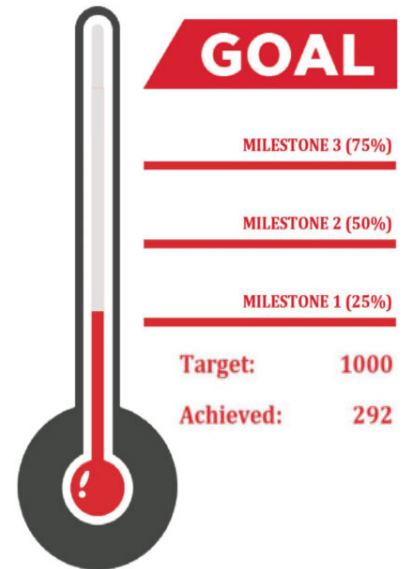 GOAL
MILESTONE 3 (75%)
MILESTONE 2 (50%)
MILESTONE 1 (25%)
Target: 1000
Achieved: 292